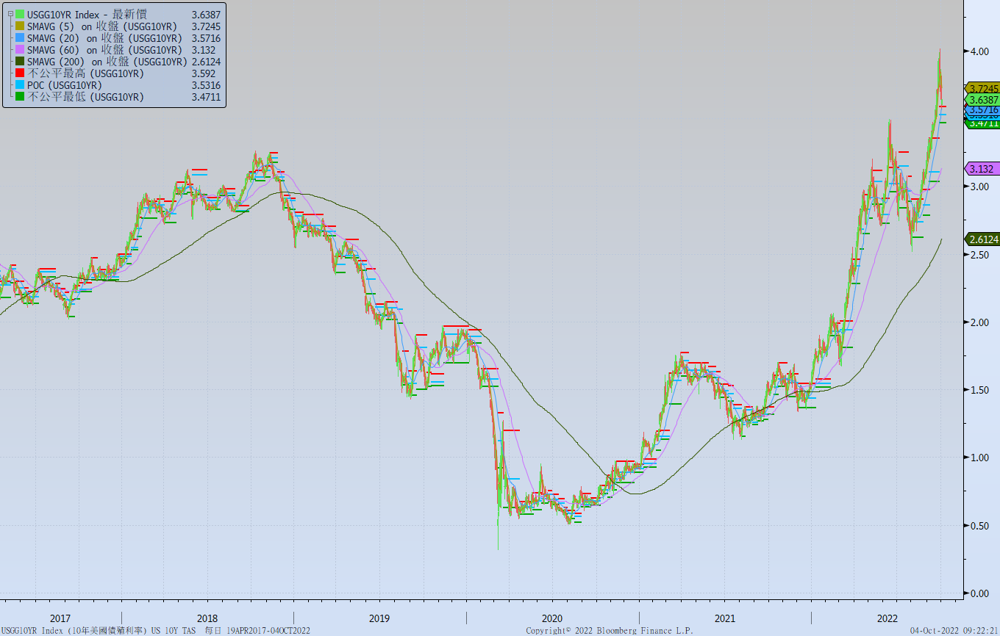 USGG10YR Index - 最新價 3.6387
SMAVG (5) on 收盤 (USGG10YR) 3.7245
SMAVG (20) on 收盤 (USGG10YR) 3.5716
SMAVG (60) on 收盤 (USGG10YR) 3.132
SMAVG (200) on 收盤 (USGG10YR) 2.6124
不公平最高 (USGG10YR) 3.592
POC (USGG10YR) 3.5316
不公平最低 (USGG10YR) 3.4711
4.00
3.7245
3.6387
3.5716
3.4711
3.132
3.00
2.6124
2.50
2.00
1.50
1.00
0.50
0.00
2017 2018 2019 2020 2021 2022
USGG10YR Index (10年美國債殖利率) US 10Y TAS 每日 19APR2017-04OCT2022 Copyright© 2022 Bloomberg Finance L.P. 04-Oct-2022 09:22:21